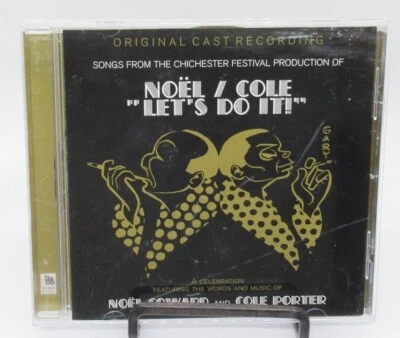 ORIGINAL CAST RECORDING
SONGS FROM THE CHICHESTER FESTIVAL PRODUCTION OF
NOËL / COLE
"LET'S DO IT!"
GARY
A CELEBRATION
FEATURING THE WORDS AND MUSIC OF
NOËL COWARD AND COLE PORTER